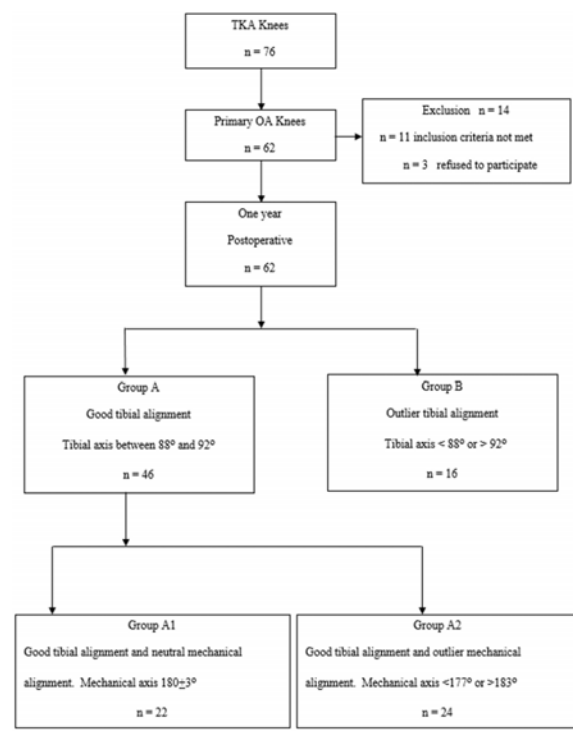 TKA Knees
n = 76
Primary OA Knees
n = 62
Exclusion n = 14
n = 11 inclusion criteria not met
n = 3 refused to participate
One year
Postoperative
n = 62
Group A
Good tibial alignment
Tibial axis between 88º and 92º
n = 46
Group B
Outlier tibial alignment
Tibial axis < 88º or > 92º
n = 16
Group A1
Good tibial alignment and neutral mechanical
alignment. Mechanical axis 180±3º
n = 22
Group A2
Good tibial alignment and outlier mechanical
alignment. Mechanical axis <177º or >183º
n = 24